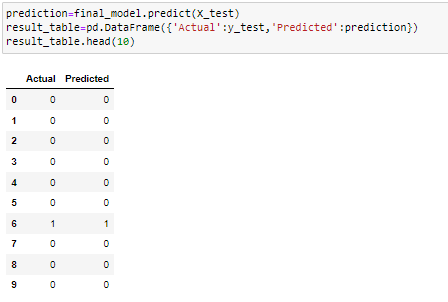 prediction=final_model.predict(X_test)
result_table=pd.DataFrame({'Actual':y_test,'Predicted':prediction})
result_table.head(10)
Actual Predicted
0 0 0
1 0 0
2 0 0
3 0 0
4 0 0
5 0 0
6 1 1
7 0 0
8 0 0
9 0 0